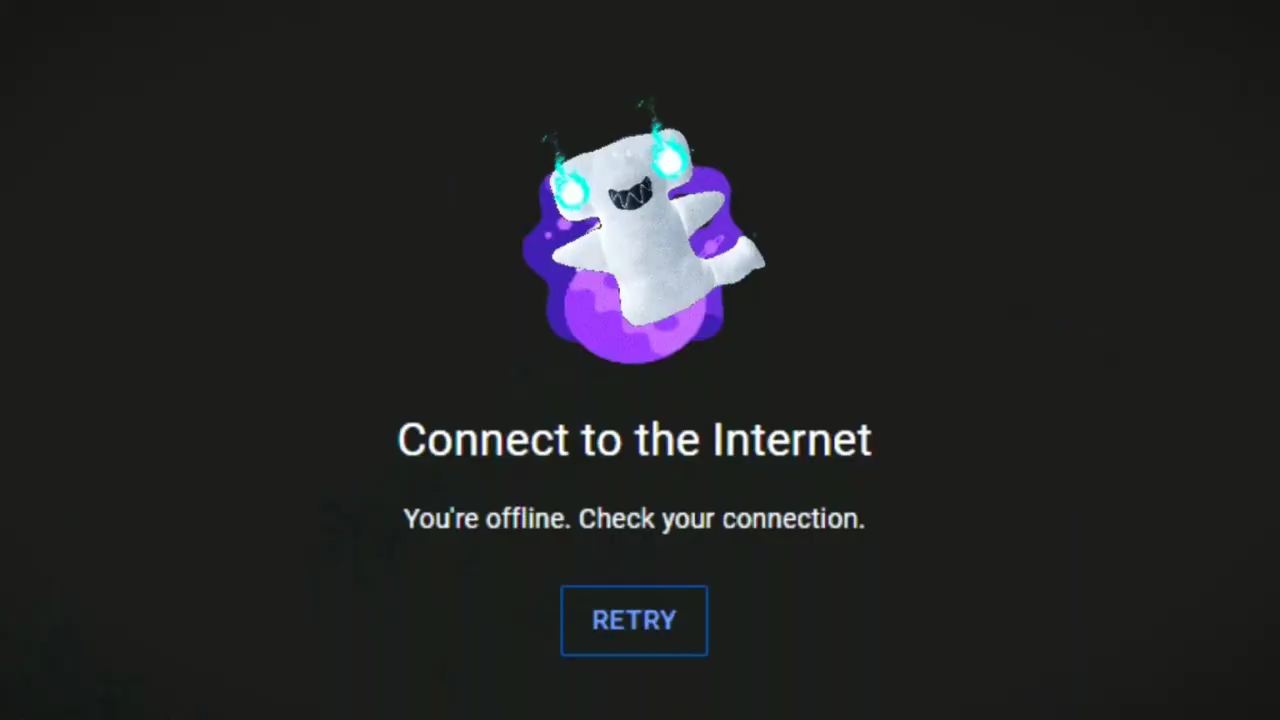 Connect to the Internet
You're offline. Check your connection.
RETRY